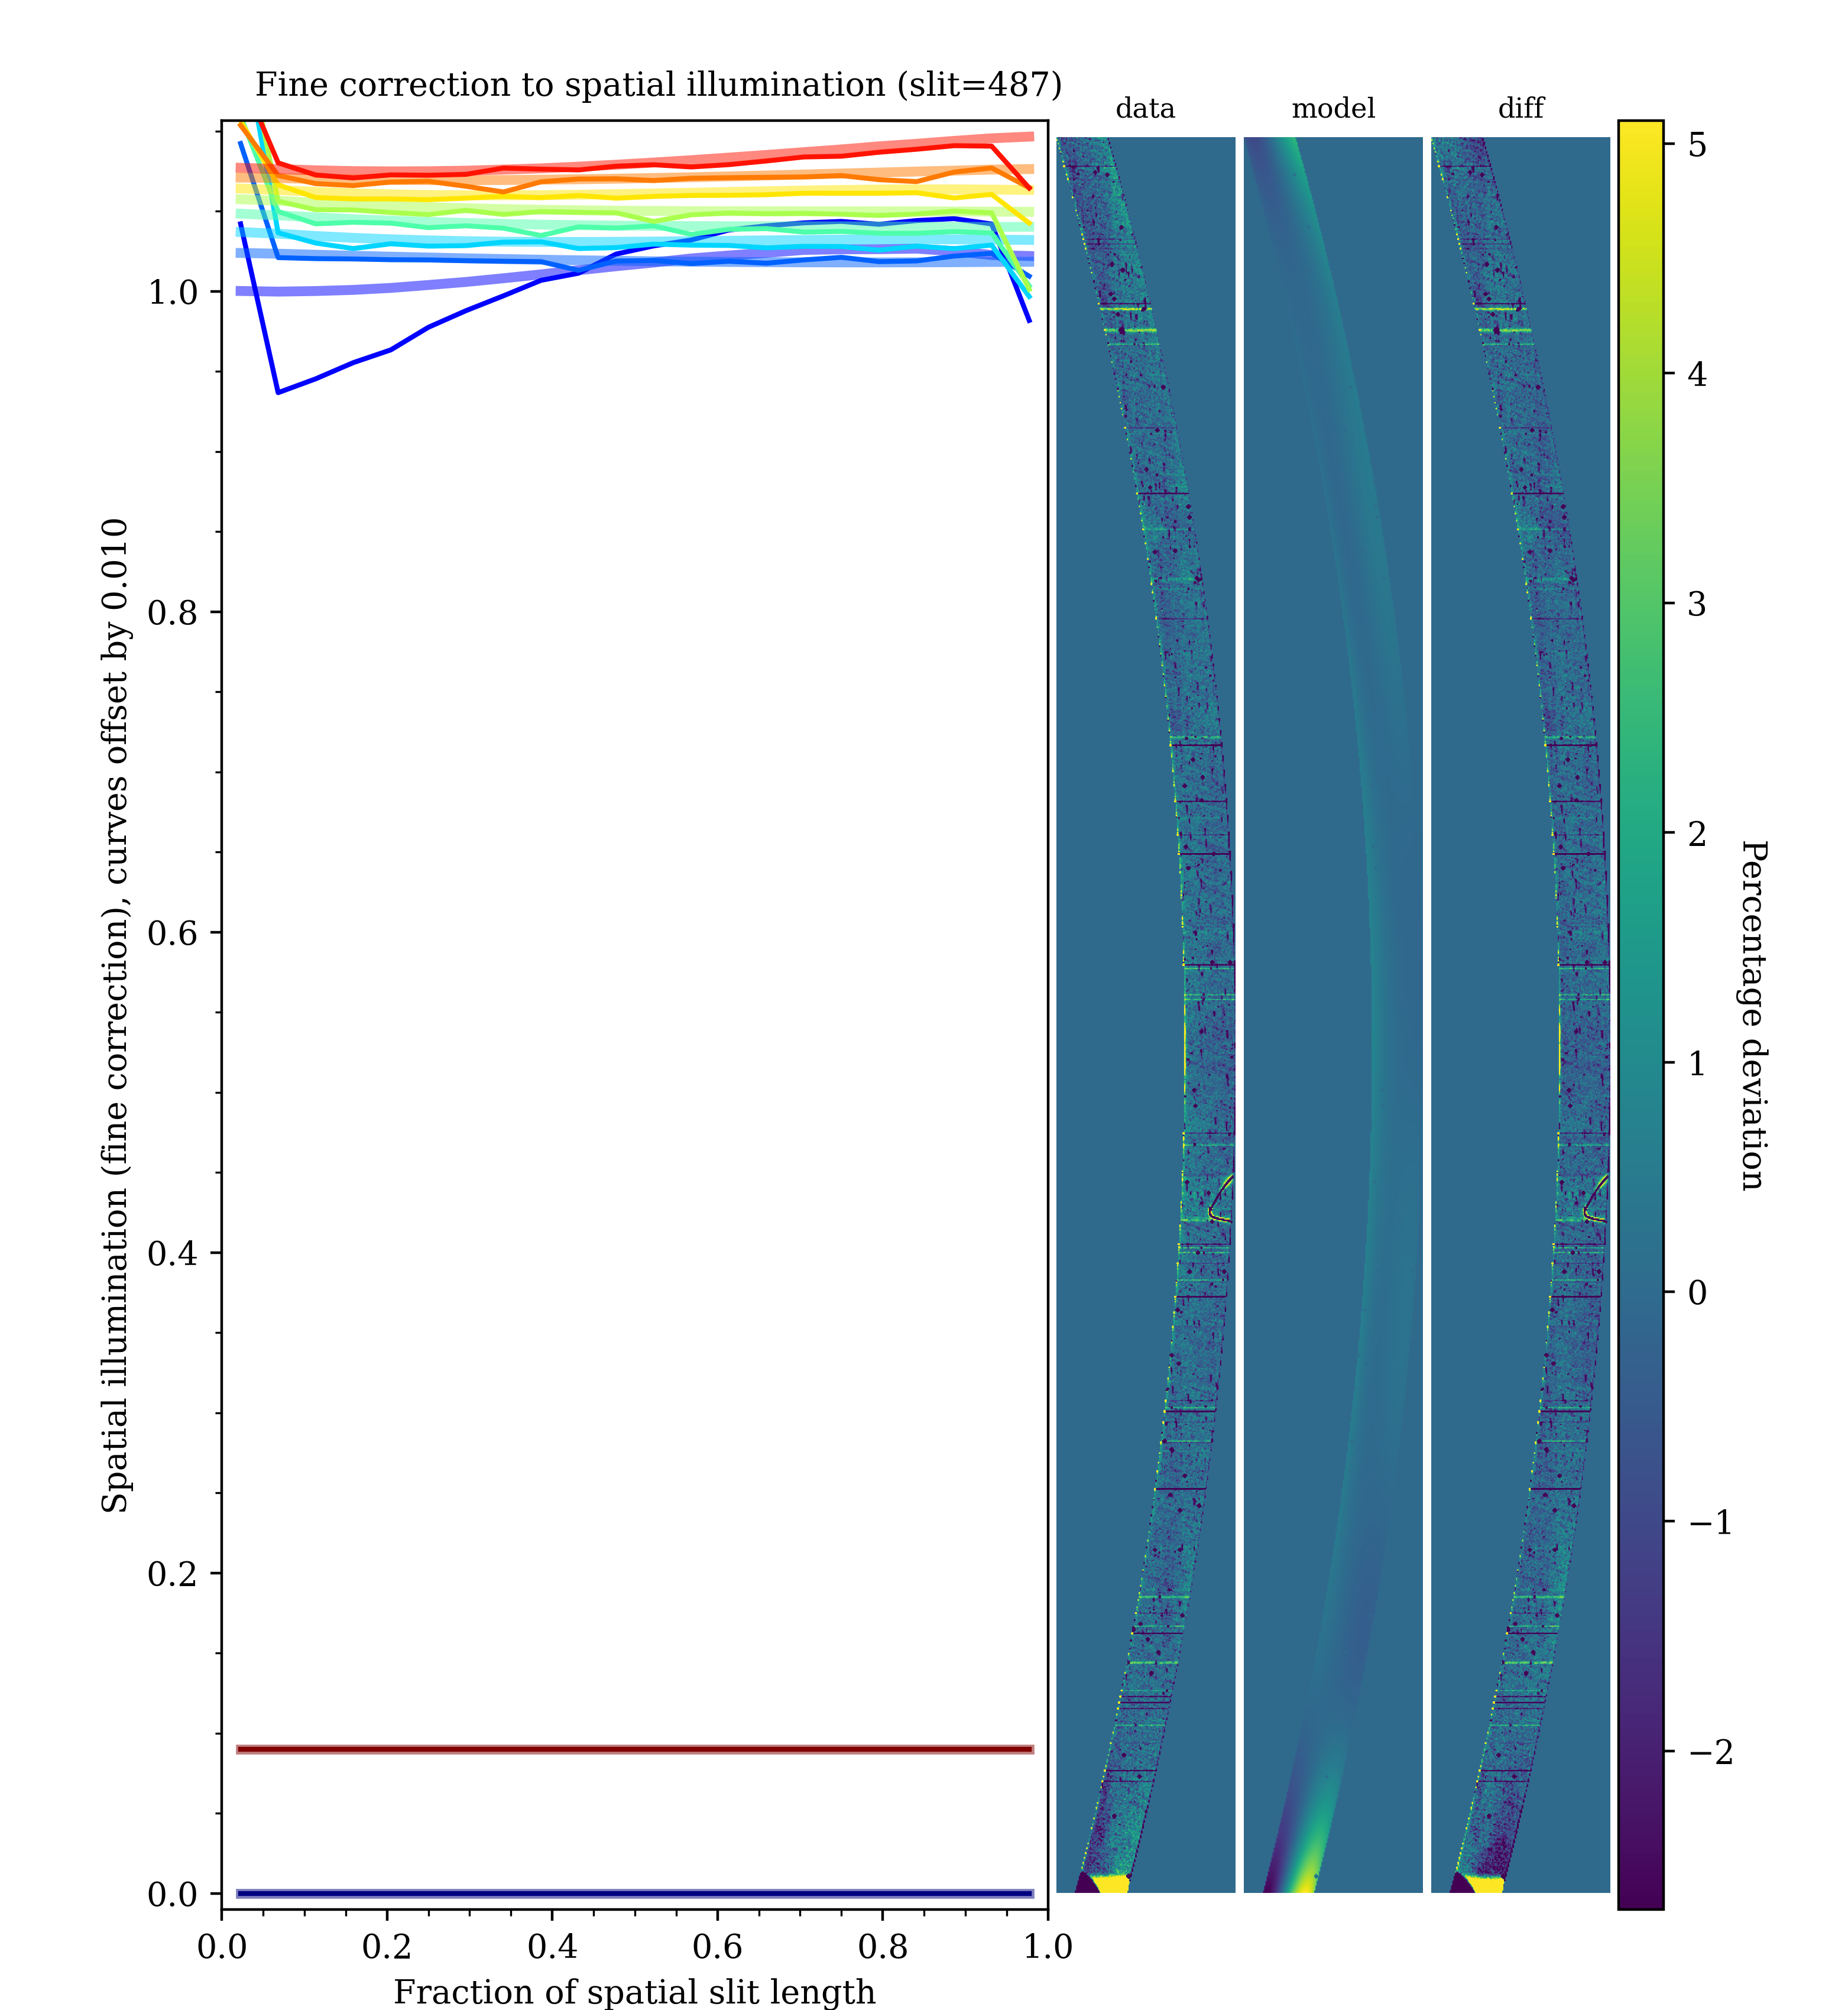 Fine correction to spatial illumination (slit=487)
data
model
diff
Spatial illumination (fine correction), curves offset by 0.010
1.0
0.8
0.6
0.4
0.2
0.0
0.0
0.2
0.4
0.6
0.8
1.0
Fraction of spatial slit length
5
4
3
2
1
0
−1
−2
Percentage deviation